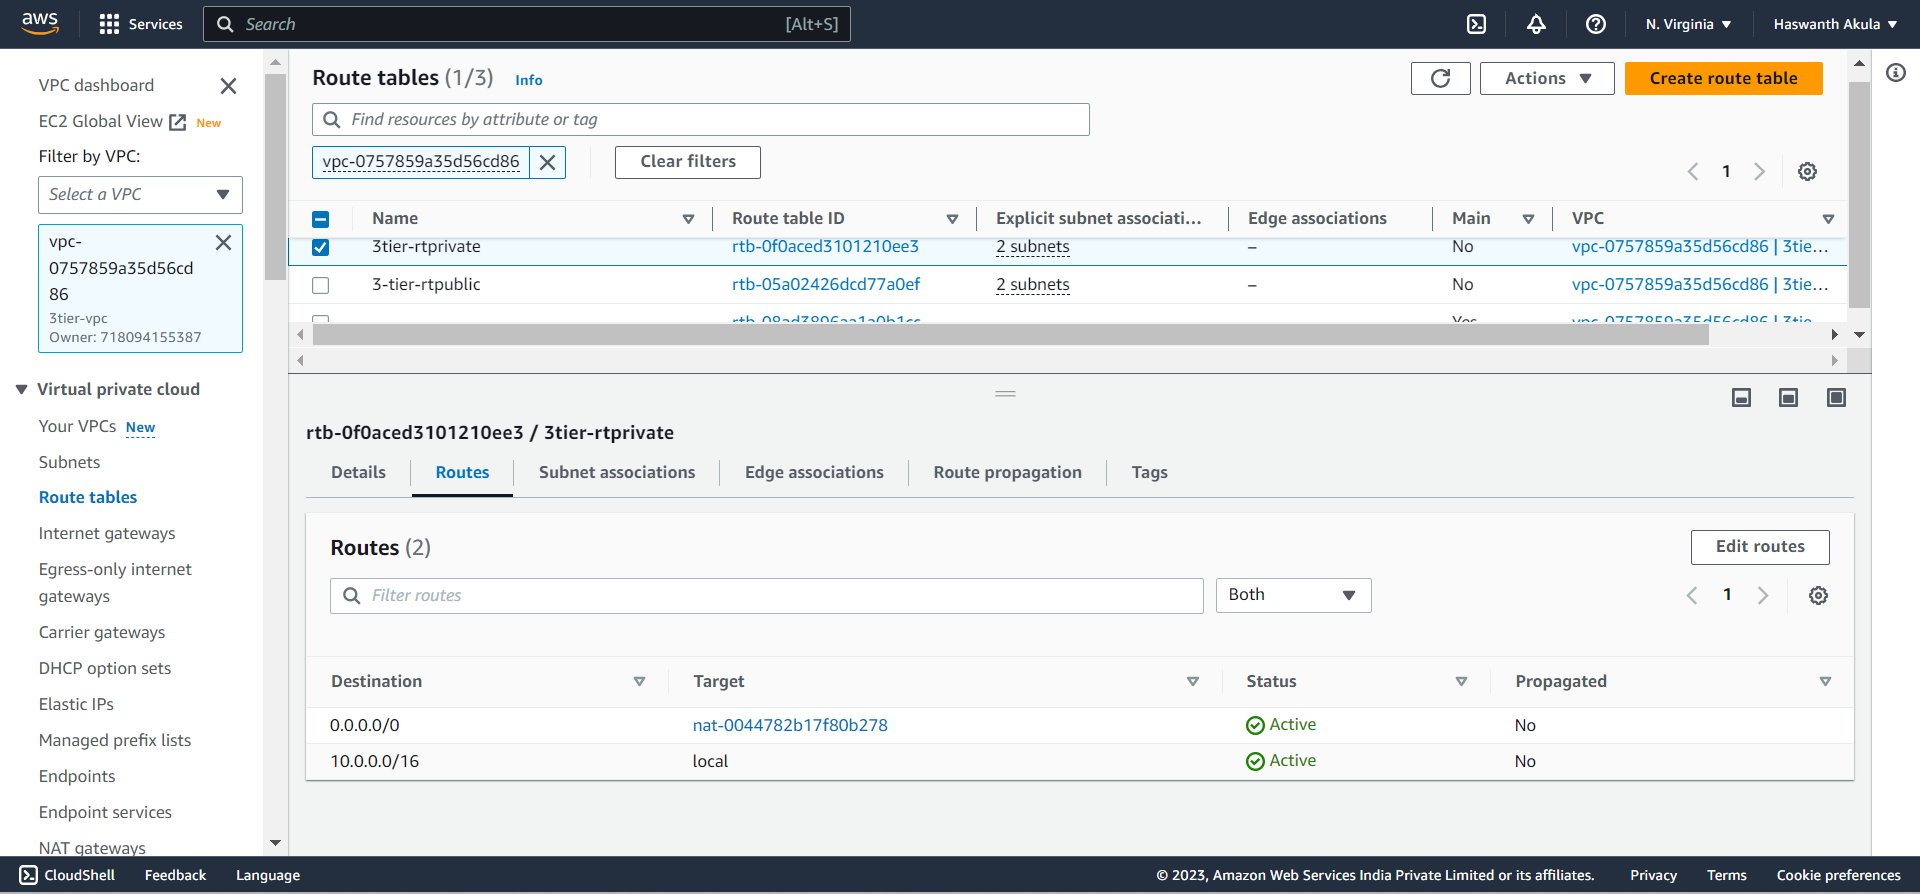 aws
Services
Search
[Alt+S]
N. Virginia
Haswanth Akula
VPC dashboard
EC2 Global View New
Filter by VPC:
Select a VPC
vpc-
0757859a35d56cd
86
3tier-vpc
Owner: 718094155387
Virtual private cloud
Your VPCs New
Subnets
Route tables
Internet gateways
Egress-only internet
gateways
Carrier gateways
DHCP option sets
Elastic IPs
Managed prefix lists
Endpoints
Endpoint services
NAT gateways
Route tables (1/3) Info
Actions
Create route table
Find resources by attribute or tag
vpc-0757859a35d56cd86
Clear filters
1
Name Route table ID Explicit subnet associati... Edge associations Main VPC
3tier-rtprivate rtb-0f0aced3101210ee3 2 subnets – No vpc-0757859a35d56cd86 | 3tie...
3-tier-rtpublic rtb-05a02426dcd77a0ef 2 subnets – No vpc-0757859a35d56cd86 | 3tie...
rtb-08ad3896aa1a0b1cc Yes vpc-0757859a35d56cd86 | 3tie...
rtb-0f0aced3101210ee3 / 3tier-rtprivate
Details Routes Subnet associations Edge associations Route propagation Tags
Routes (2)
Edit routes
Filter routes
Both
1
Destination Target Status Propagated
0.0.0.0/0 nat-0044782b17f80b278 Active No
10.0.0.0/16 local Active No
CloudShell Feedback Language
© 2023, Amazon Web Services India Private Limited or its affiliates. Privacy Terms Cookie preferences